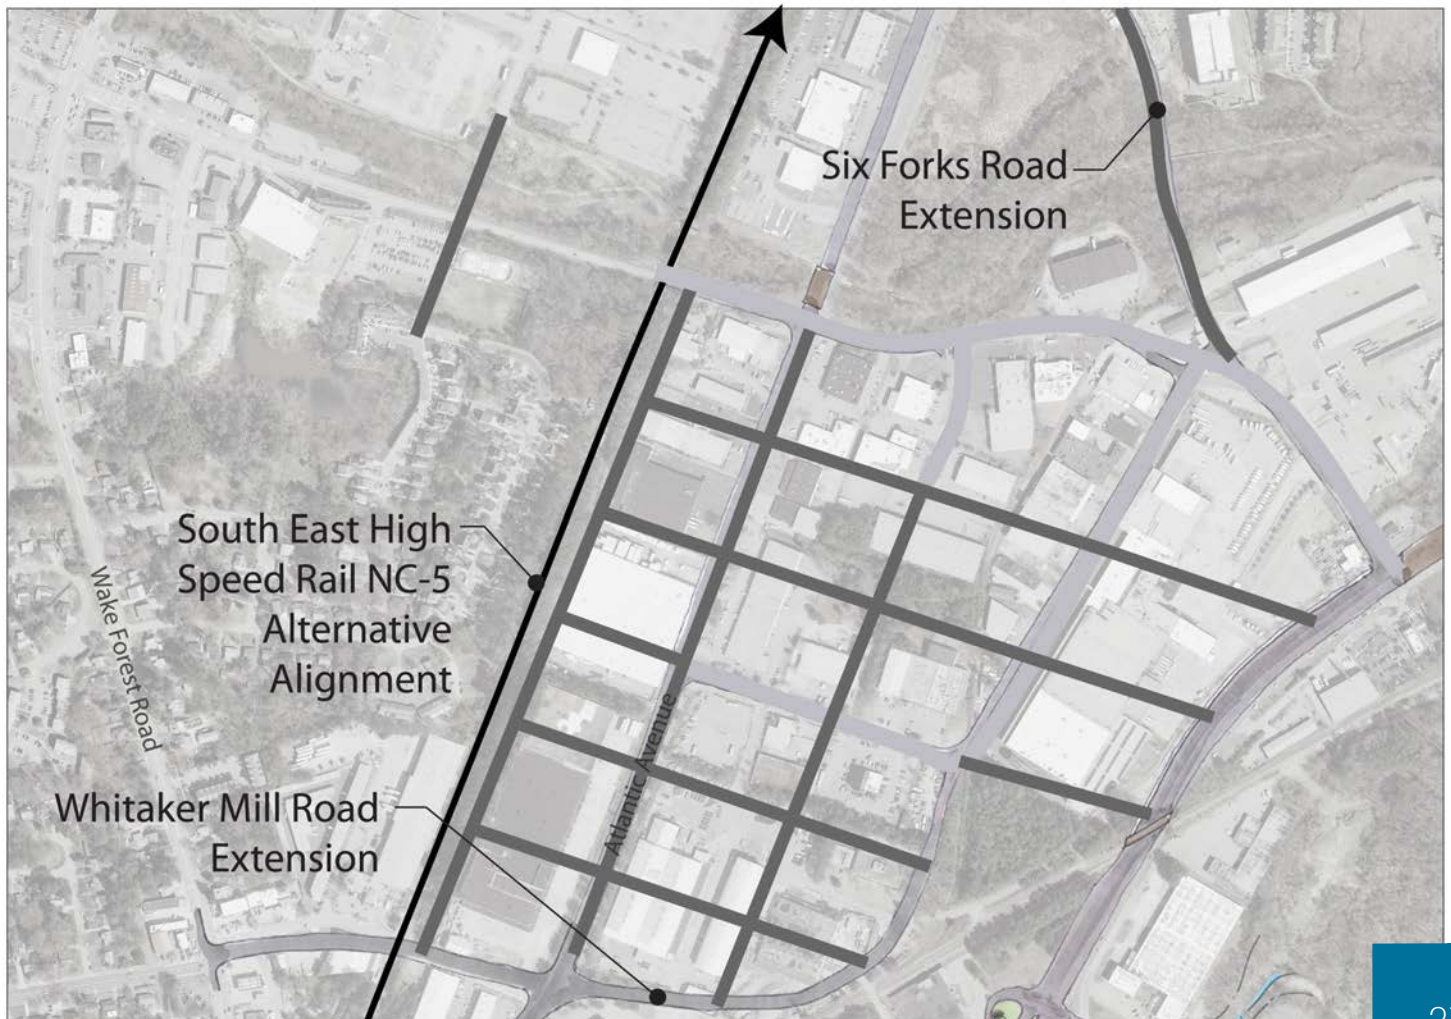 Six Forks Road
Extension
South East High
Speed Rail NC-5
Alternative
Alignment
Wake Forest Road
Atlantic Avenue
Whitaker Mill Road
Extension